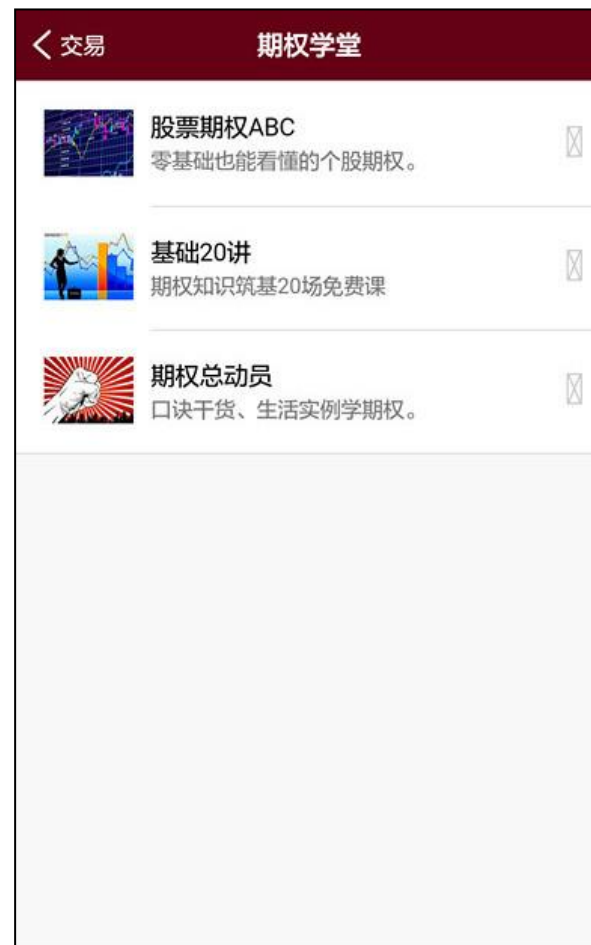 交易
期权学堂
股票期权ABC
零基础也能看懂的个股期权。
基础20讲
期权知识筑基20场免费课
期权总动员
口诀干货、生活实例学期权。